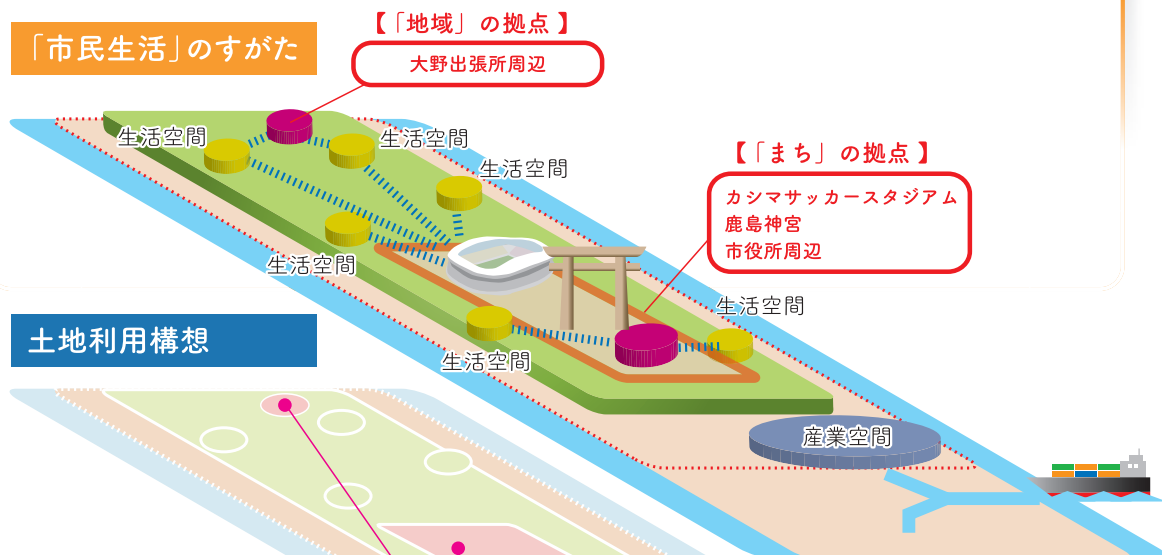 「市民生活」のすがた
【「地域」の拠点】
大野出張所周辺
生活空間
生活空間
生活空間
【「まち」の拠点】
カシマサッカースタジアム
鹿島神宮
市役所周辺
生活空間
生活空間
生活空間
産業空間
土地利用構想